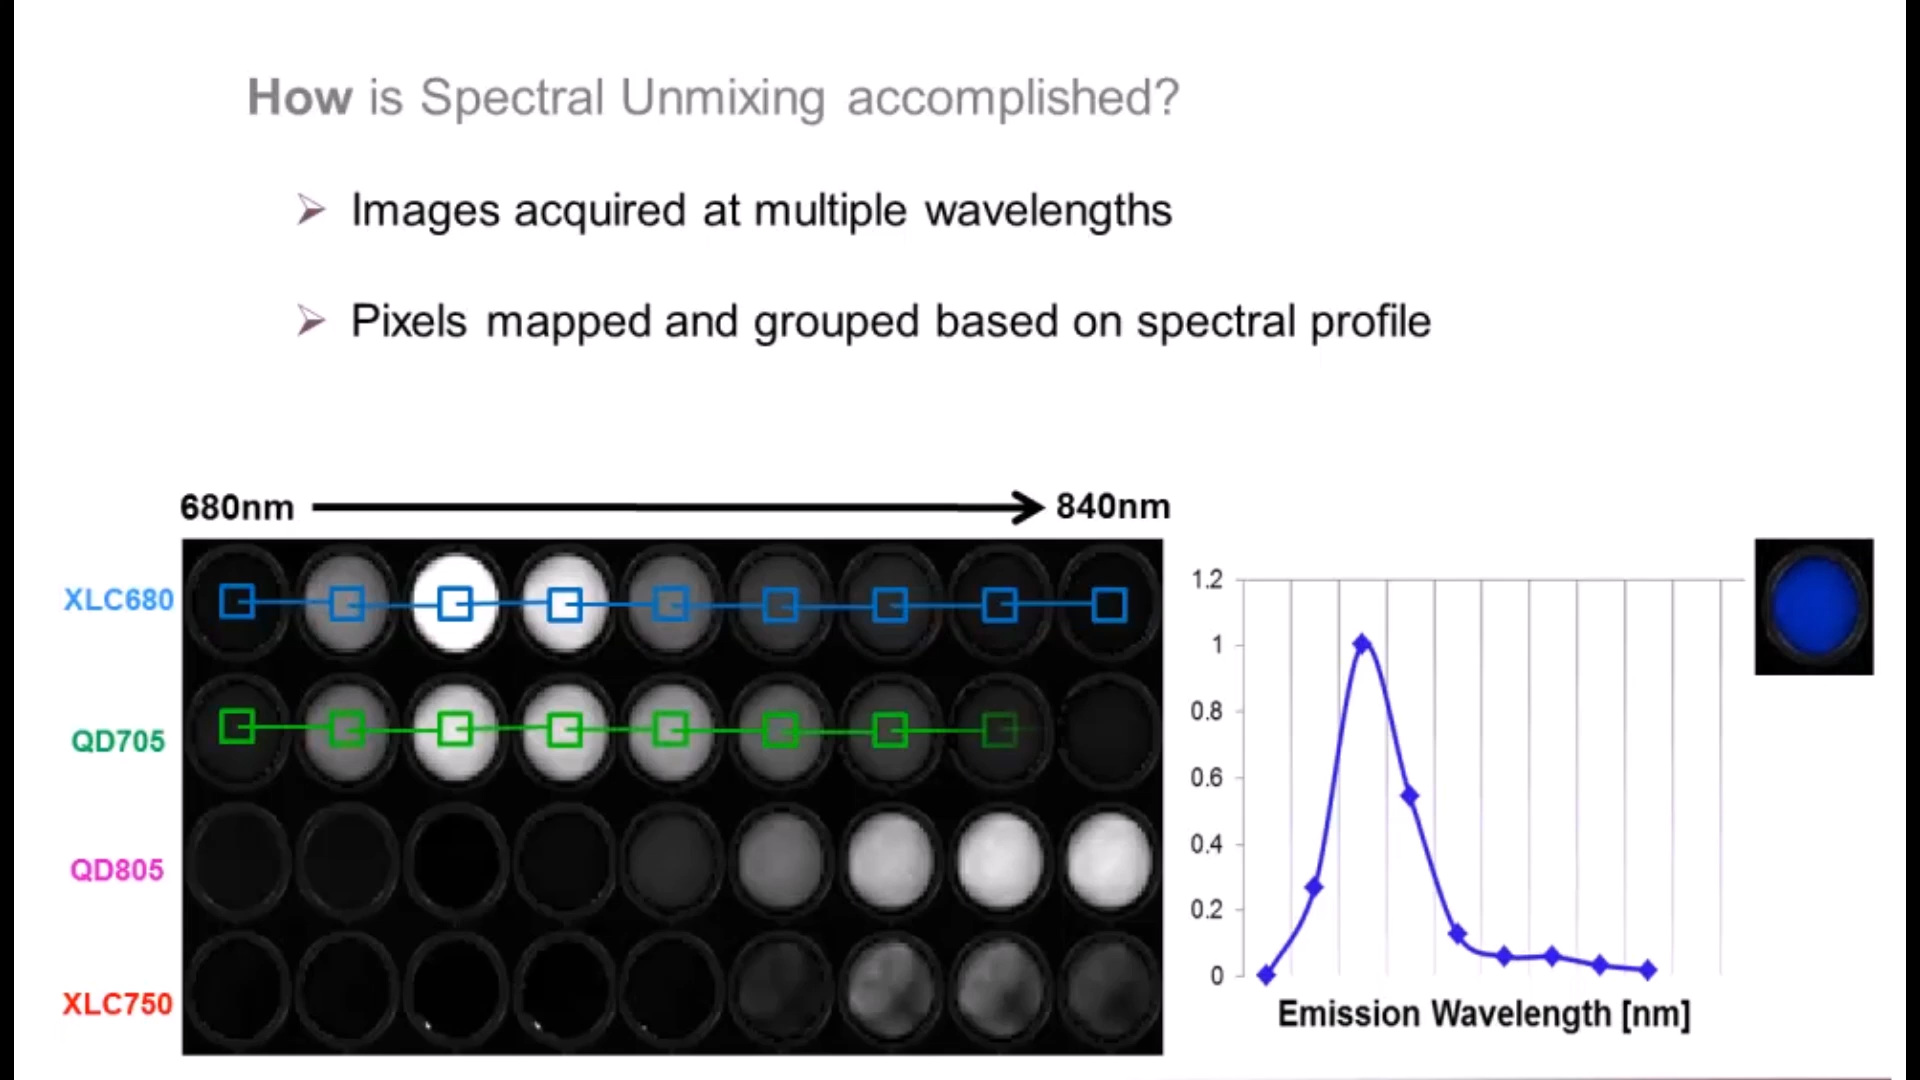 How is Spectral Unmixing accomplished?
Images acquired at multiple wavelengths
Pixels mapped and grouped based on spectral profile
680nm 840nm
XLC680
QD705
QD805
XLC750
1.2
1
0.8
0.6
0.4
0.2
0
Emission Wavelength [nm]